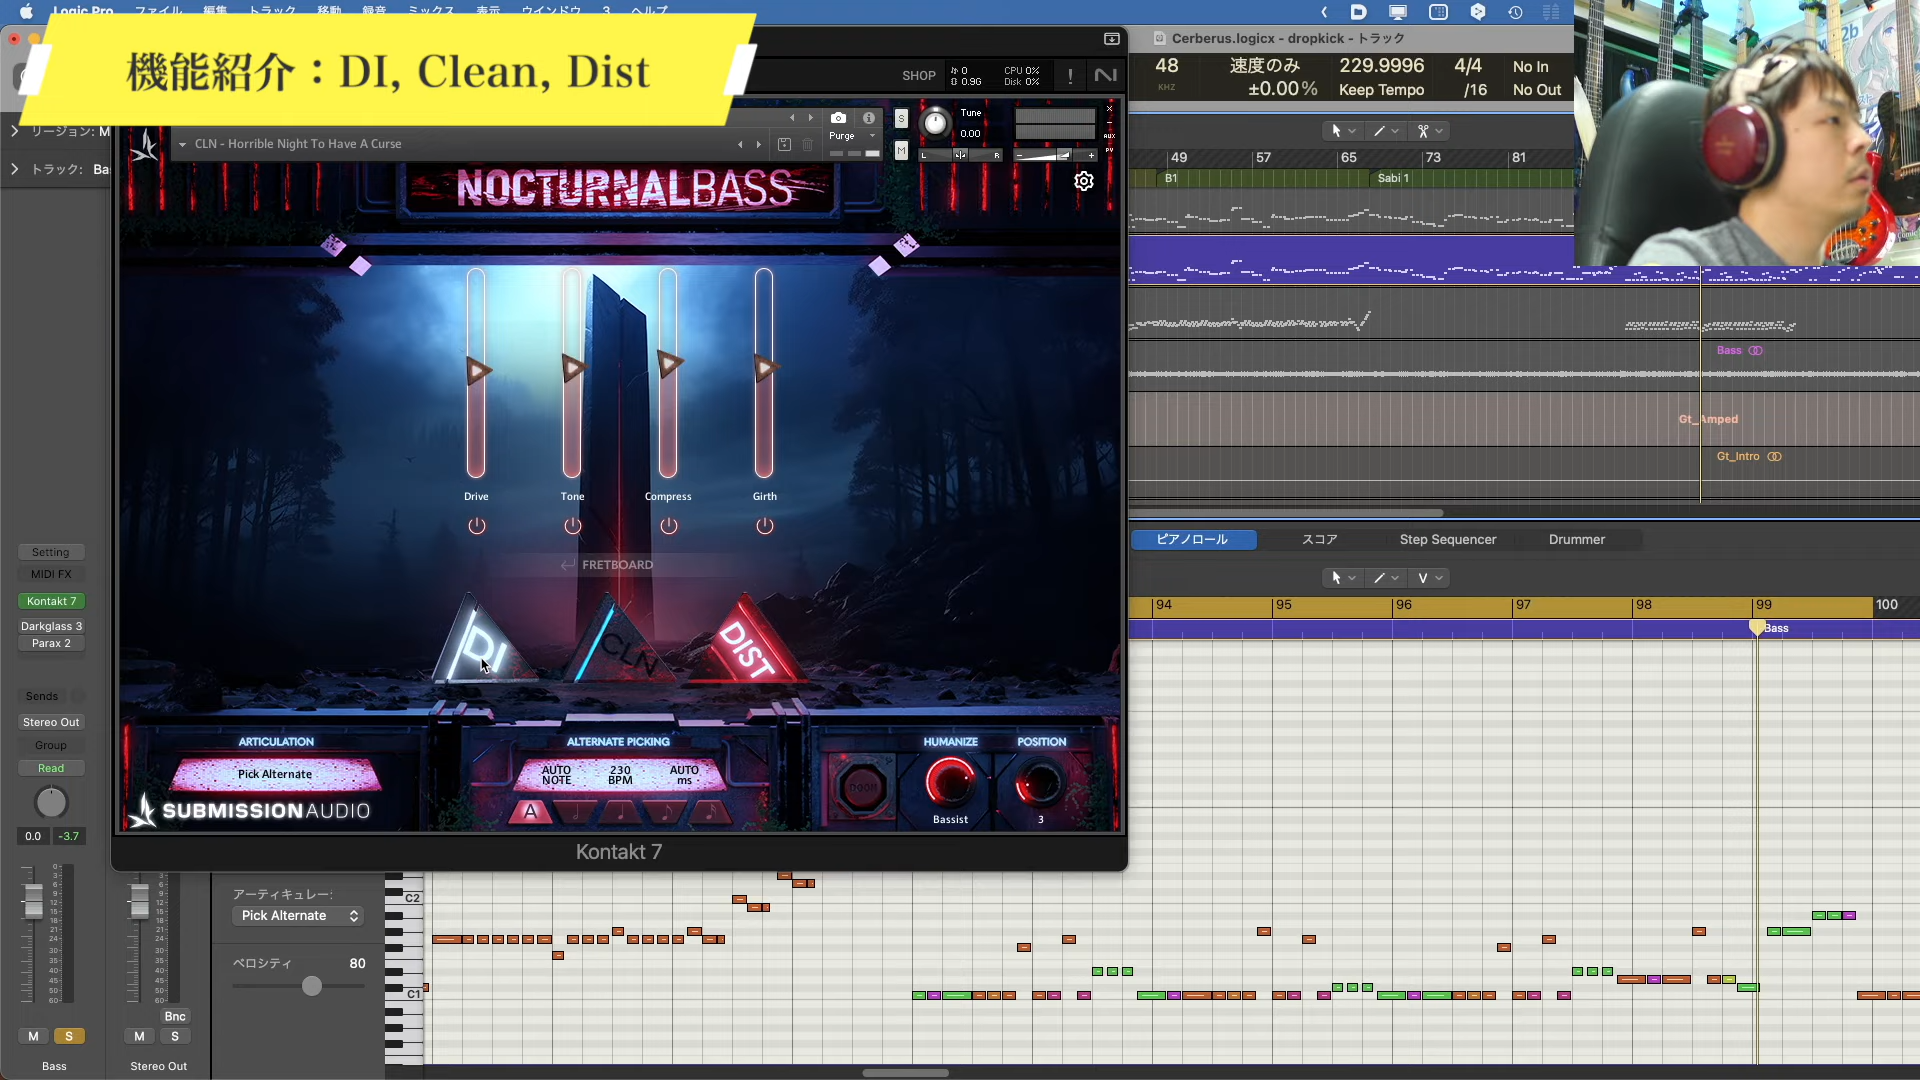 Logic Pro ファイル 編集 トラック 移動 録音 ミックス 表示 ウインドウ 3 ヘルプ
機能紹介：DI, Clean, Dist
Cerberus.logicx - dropkick - トラック
SHOP
0
0.96
CPU 0%
Disk 0%
48
KHZ
速度のみ
±0.00%
229.9996
Keep Tempo
4/4
/16
No In
No Out
リージョン: M
トラック: Ba
CLN - Horrible Night To Have A Curse
Purge
S
M
Tune
0.00
L
R
AUX
PV
NOCTURNALBASS
49 57 65 73 81
B1
Sabi 1
Bass
Gt_Amped
Gt_Intro
Drive Tone Compress Girth
FRETBOARD
DI
CLN
DIST
ピアノロール スコア Step Sequencer Drummer
94 95 96 97 98 99 100
Bass
Setting
MIDI FX
Kontakt 7
Darkglass 3
Parax 2
Sends
Stereo Out
Group
Read
0.0 -3.7
ARTICULATION
Pick Alternate
SUBMISSIONAUDIO
ALTERNATE PICKING
AUTO
NOTE
230
BPM
AUTO
ms
A
DOOM
HUMANIZE
Bassist
POSITION
3
Kontakt 7
アーティキュレー:
Pick Alternate
ベロシティ 80
C2
C1
Bnc
M S
M S
Bass
Stereo Out